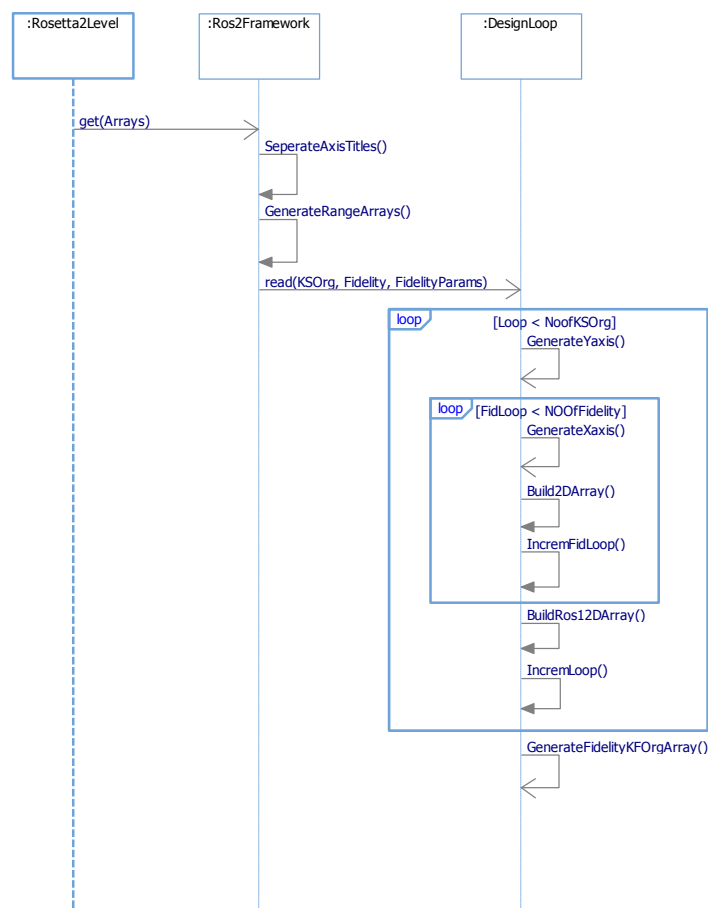 :Rosetta2Level
:Ros2Framework
:DesignLoop
get(Arrays)
SeperateAxisTitles()
GenerateRangeArrays()
read(KSOrg, Fidelity, FidelityParams)
loop
[Loop < NoofKSOrg]
GenerateYaxis()
loop
[FidLoop < NOOfFidelity]
GenerateXaxis()
Build2DArray()
IncremFidLoop()
BuildRos12DArray()
IncremLoop()
GenerateFidelityKFOrgArray()